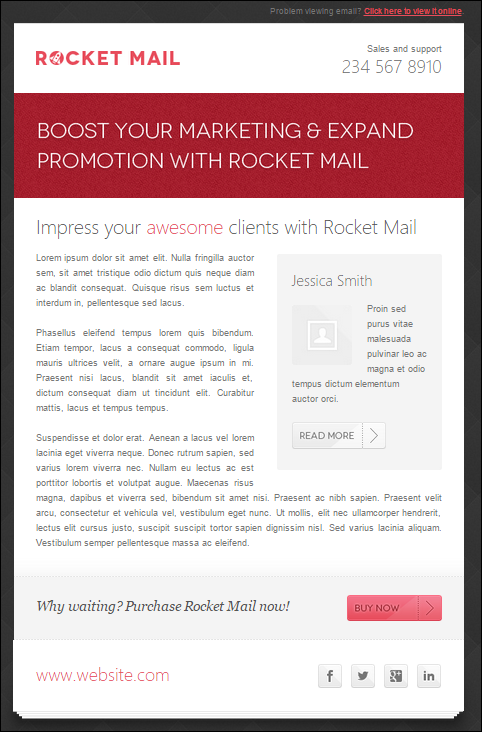 Problem viewing email? Click here to view it online.
ROCKET MAIL
Sales and support
234 567 8910
BOOST YOUR MARKETING & EXPAND
PROMOTION WITH ROCKET MAIL
Impress your awesome clients with Rocket Mail
Lorem ipsum dolor sit amet elit. Nulla fringilla auctor
sem, sit amet tristique odio dictum quis neque diam
ac blandit consequat. Quisque risus sem luctus et
interdum in, pellentesque sed lacus.
Phasellus eleifend tempus lorem quis bibendum.
Etiam tempor, lacus a consequat commodo, ligula
mauris ultrices velit, a ornare augue ipsum in mi.
Praesent nisi lacus, blandit sit amet iaculis et,
dictum consequat diam ut tincidunt elit. Curabitur
mattis, lacus et tempus tempus.
Suspendisse et dolor erat. Aenean a lacus vel lorem
lacinia eget viverra neque. Donec rutrum sapien, sed
varius lorem viverra nec. Nullam eu lectus ac est
porttitor lobortis et volutpat augue. Maecenas risus
magna, dapibus et viverra sed, bibendum sit amet nisi. Praesent ac nibh sapien. Praesent velit
arcu, consectetur et vehicula vel, vestibulum eget nunc. Ut mollis, elit nec ullamcorper hendrerit,
lectus elit cursus justo, suscipit suscipit tortor sapien dignissim nisl. Sed varius lacinia aliquam.
Vestibulum semper pellentesque massa ac eleifend.
Jessica Smith
Proin sed
purus vitae
malesuada
pulvinar leo ac
magna et odio
tempus dictum elementum
auctor orci.
READ MORE
Why waiting? Purchase Rocket Mail now!
BUY NOW
www.website.com